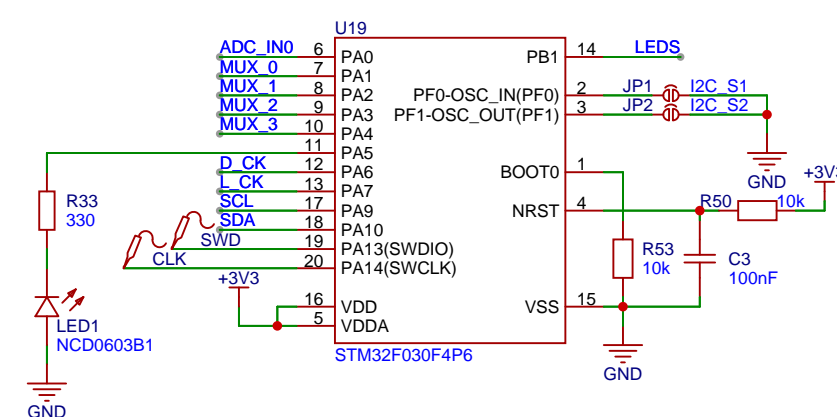 U19
ADC_IN0 6 PA0 PB1 14 LEDS
MUX_0 7 PA1
MUX_1 8 PA2 PF0-OSC_IN(PF0) 2 JP1 I2C_S1
MUX_2 9 PA3 PF1-OSC_OUT(PF1) 3 JP2 I2C_S2
MUX_3 10 PA4
11 PA5
D_CK 12 PA6 BOOT0 1
L_CK 13 PA7
SCL 17 PA9 NRST 4
SDA 18 PA10
SWD 19 PA13(SWDIO)
CLK 20 PA14(SWCLK)
+3V3
16 VDD VSS 15
5 VDDA
STM32F030F4P6
R33
330
LED1
NCD0603B1
GND
GND
+3V3
R50 10k
R53
10k
C3
100nF
GND